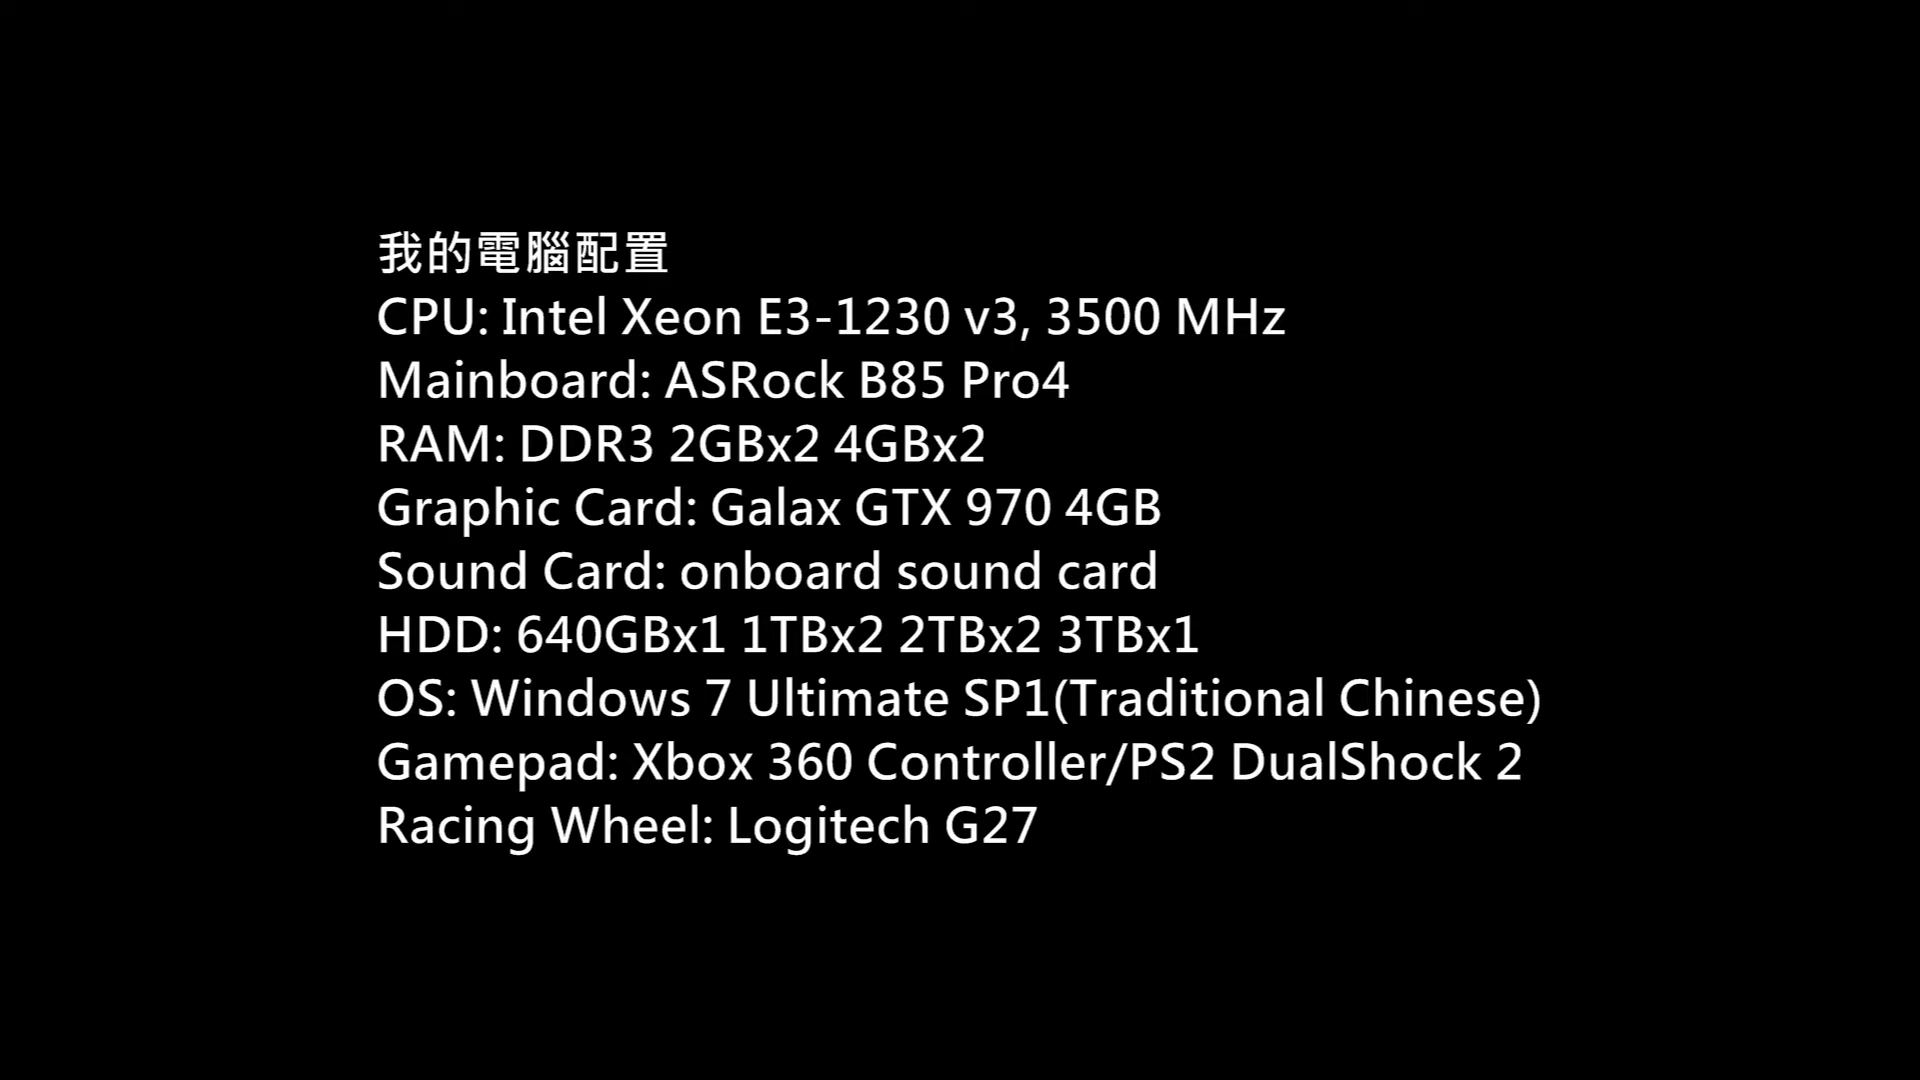 我的電腦配置
CPU: Intel Xeon E3-1230 v3, 3500 MHz
Mainboard: ASRock B85 Pro4
RAM: DDR3 2GBx2 4GBx2
Graphic Card: Galax GTX 970 4GB
Sound Card: onboard sound card
HDD: 640GBx1 1TBx2 2TBx2 3TBx1
OS: Windows 7 Ultimate SP1(Traditional Chinese)
Gamepad: Xbox 360 Controller/PS2 DualShock 2
Racing Wheel: Logitech G27